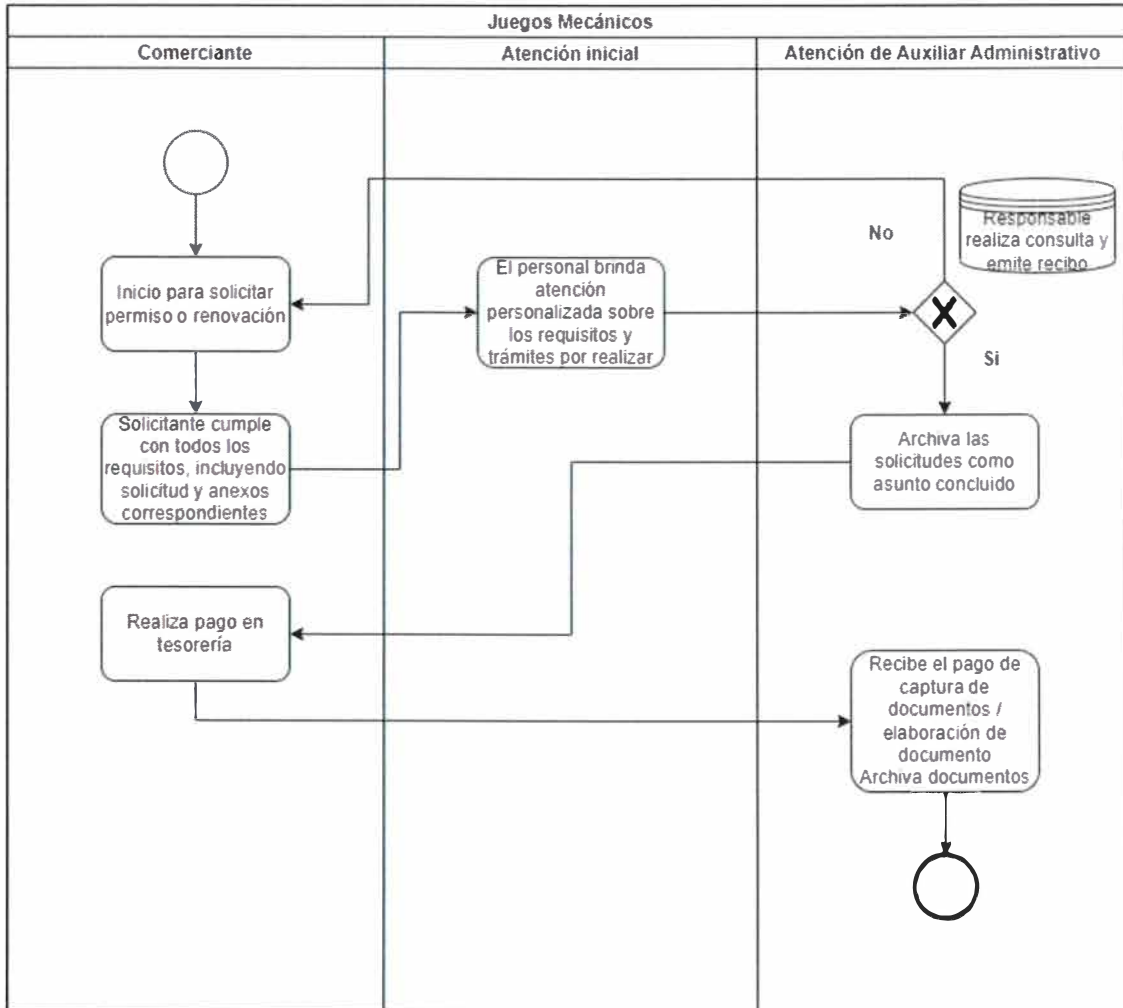 Juegos Mecánicos
Comerciante
Atención inicial
Atención de Auxiliar Administrativo
Inicio para solicitar
permiso o renovación
Solicitante cumple
con todos los
requisitos, incluyendo
solicitud y anexos
correspondientes
Realiza pago en
tesorería
El personal brinda
atención
personalizada sobre
los requisitos y
trámites por realizar
No
Responsable
realiza consulta y
emite recibo
X
Si
Archiva las
solicitudes como
asunto concluido
Recibe el pago de
captura de
documentos /
elaboración de
documento
Archiva documentos